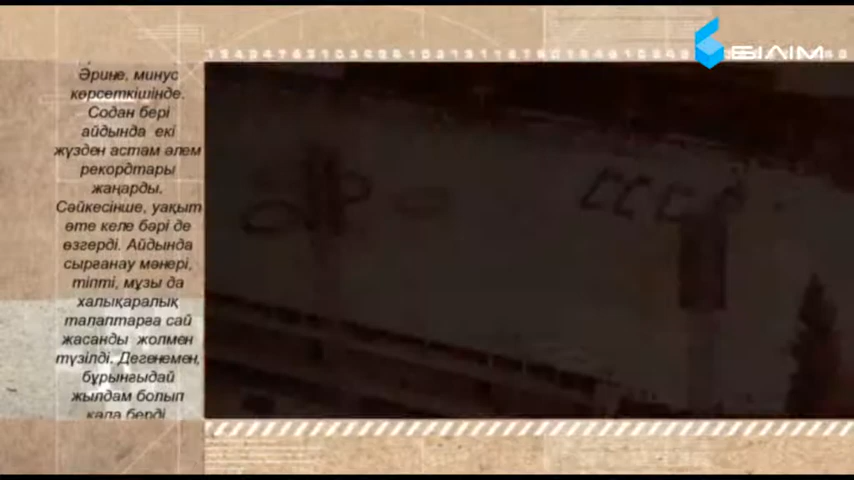 БІЛІМ
Әрине, минус
көрсеткішінде.
Содан бері
айдында екі
жүзден астам әлем
рекордтары
жаңарды.
Сәйкесінше, уақыт
өте келе бәрі де
өзгерді. Айдында
сырғанау мәнері,
тіпті, мұзы да
халықаралық
талаптарға сай
жасанды жолмен
түзілді. Дегенемен,
бұрынғыдай
жылдам болып
қала берді
СССР